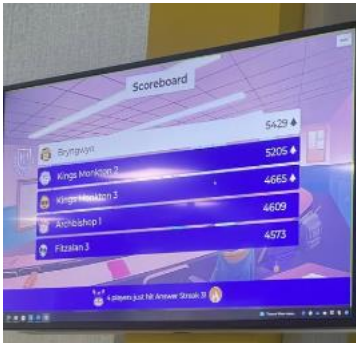 Scoreboard
Bryngwyn 5429
Kings Monkton 2 5205
Kings Monkton 3 4665
Archbishop 1 4609
Fitzalan 3 4573
4 players just hit Answer Streak 3!